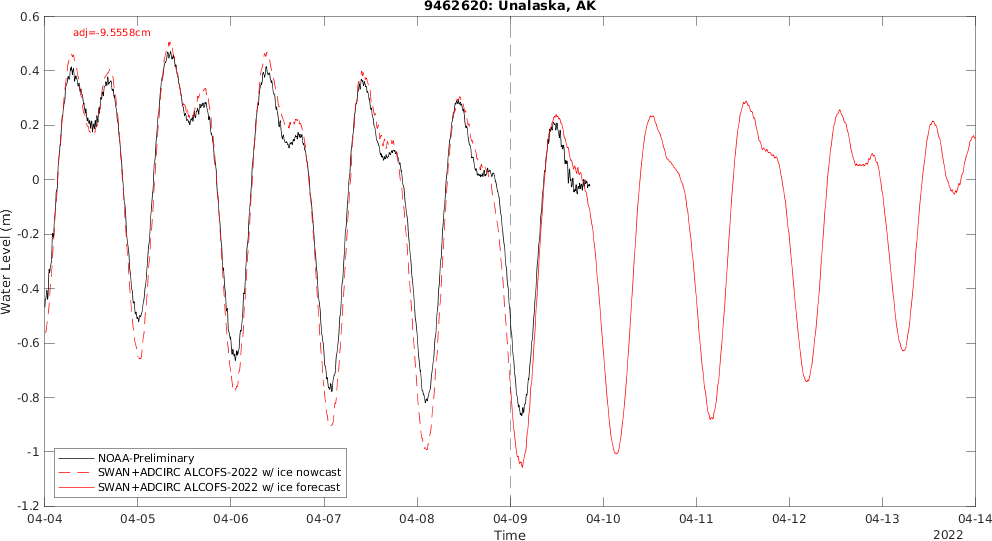 9462620: Unalaska, AK
adj=-9.5558cm
0.6
0.4
0.2
0
-0.2
-0.4
-0.6
-0.8
-1
-1.2
Water Level (m)
NOAA-Preliminary
SWAN+ADCIRC ALCOFS-2022 w/ ice nowcast
SWAN+ADCIRC ALCOFS-2022 w/ ice forecast
04-04 04-05 04-06 04-07 04-08 04-09 04-10 04-11 04-12 04-13 04-14
Time
2022